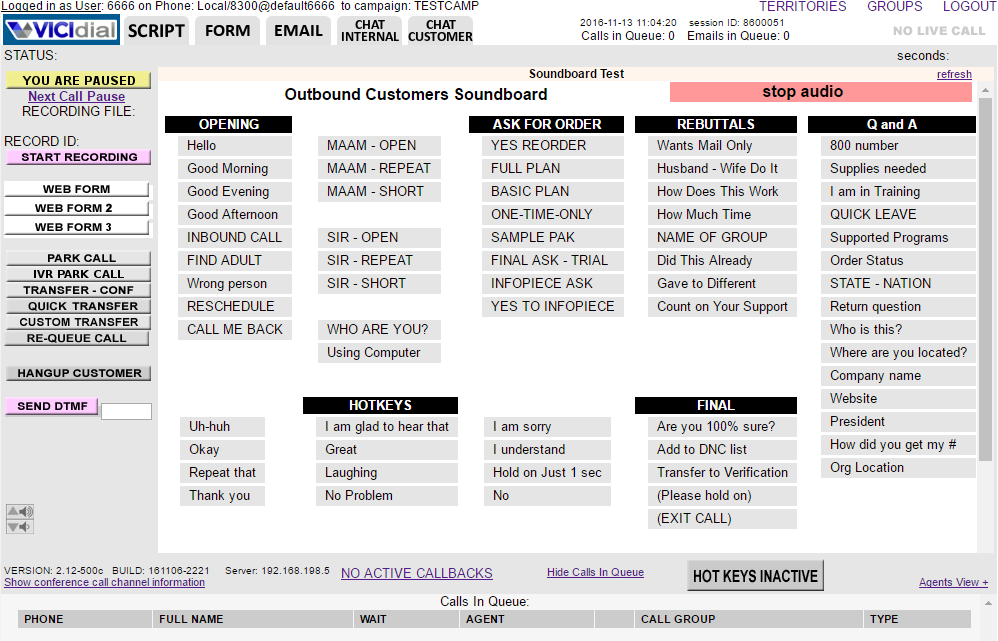 Logged in as User: 6666 on Phone: Local/8300@default6666 to campaign: TESTCAMP TERRITORIES GROUPS LOGOUT
VICIdial SCRIPT FORM EMAIL CHAT INTERNAL CHAT CUSTOMER
2016-11-13 11:04:20 session ID: 8600051
Calls in Queue: 0 Emails in Queue: 0
NO LIVE CALL
STATUS: seconds:
YOU ARE PAUSED
Next Call Pause
RECORDING FILE:
RECORD ID:
START RECORDING
WEB FORM
WEB FORM 2
WEB FORM 3
PARK CALL
IVR PARK CALL
TRANSFER - CONF
QUICK TRANSFER
CUSTOM TRANSFER
RE-QUEUE CALL
HANGUP CUSTOMER
SEND DTMF
Soundboard Test refresh
Outbound Customers Soundboard stop audio
OPENING
Hello
Good Morning
Good Evening
Good Afternoon
INBOUND CALL
FIND ADULT
Wrong person
RESCHEDULE
CALL ME BACK
MAAM - OPEN
MAAM - REPEAT
MAAM - SHORT
SIR - OPEN
SIR - REPEAT
SIR - SHORT
WHO ARE YOU?
Using Computer
ASK FOR ORDER
YES REORDER
FULL PLAN
BASIC PLAN
ONE-TIME-ONLY
SAMPLE PAK
FINAL ASK - TRIAL
INFOPIECE ASK
YES TO INFOPIECE
REBUTTALS
Wants Mail Only
Husband - Wife Do It
How Does This Work
How Much Time
NAME OF GROUP
Did This Already
Gave to Different
Count on Your Support
Q and A
800 number
Supplies needed
I am in Training
QUICK LEAVE
Supported Programs
Order Status
STATE - NATION
Return question
Who is this?
Where are you located?
Company name
Website
President
How did you get my #
Org Location
Uh-huh
Okay
Repeat that
Thank you
HOTKEYS
I am glad to hear that
Great
Laughing
No Problem
I am sorry
I understand
Hold on Just 1 sec
No
FINAL
Are you 100% sure?
Add to DNC list
Transfer to Verification
(Please hold on)
(EXIT CALL)
VERSION: 2.12-500c BUILD: 161106-2221 Server: 192.168.198.5
Show conference call channel information
NO ACTIVE CALLBACKS
Hide Calls In Queue
HOT KEYS INACTIVE
Agents View +
Calls In Queue:
PHONE FULL NAME WAIT AGENT CALL GROUP TYPE